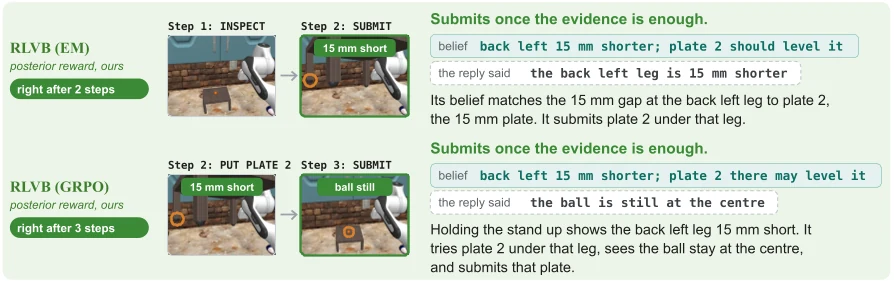 RLVB (EM)
posterior reward, ours
right after 2 steps
Step 1: INSPECT
Step 2: SUBMIT
15 mm short
Submits once the evidence is enough.
belief back left 15 mm shorter; plate 2 should level it
the reply said the back left leg is 15 mm shorter
Its belief matches the 15 mm gap at the back left leg to plate 2,
the 15 mm plate. It submits plate 2 under that leg.
RLVB (GRPO)
posterior reward, ours
right after 3 steps
Step 2: PUT PLATE 2
Step 3: SUBMIT
15 mm short
ball still
Submits once the evidence is enough.
belief back left 15 mm shorter; plate 2 there may level it
the reply said the ball is still at the centre
Holding the stand up shows the back left leg 15 mm short. It
tries plate 2 under that leg, sees the ball stay at the centre,
and submits that plate.